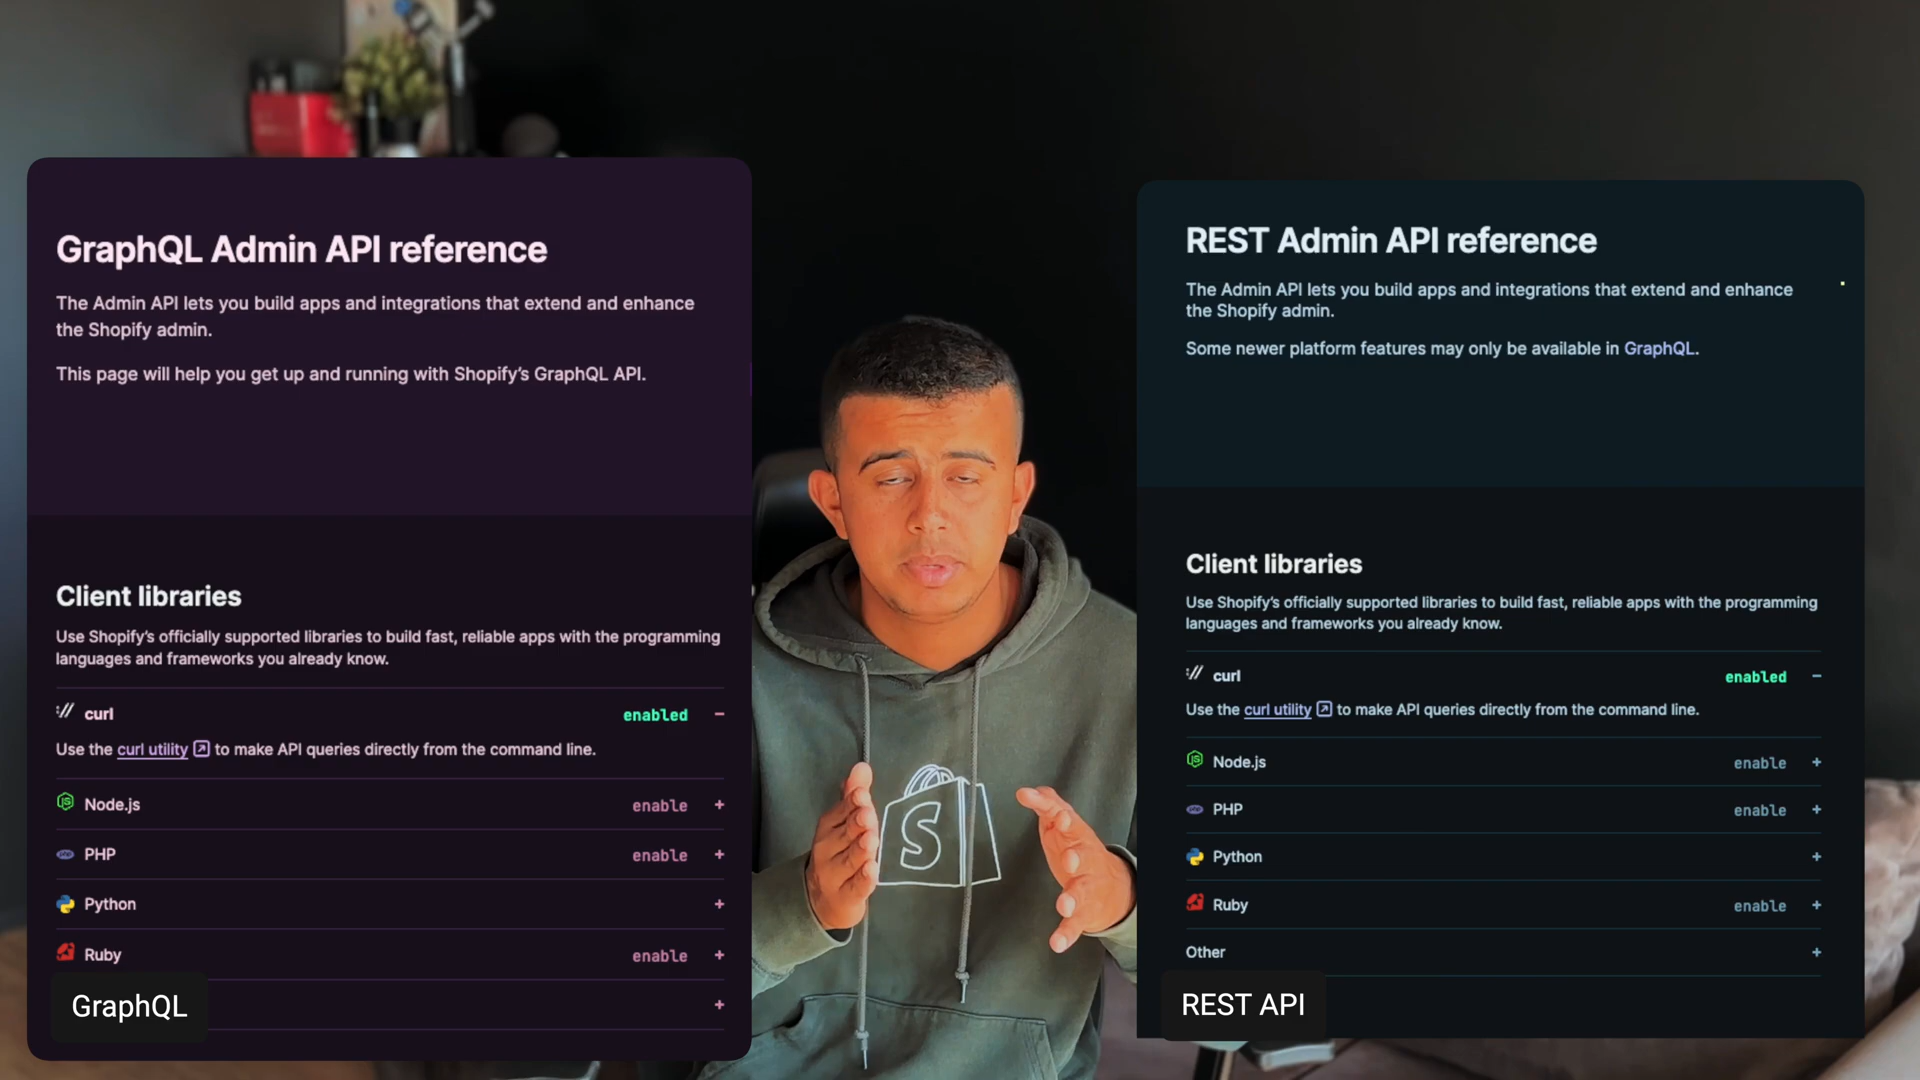 GraphQL Admin API reference
The Admin API lets you build apps and integrations that extend and enhance
the Shopify admin.
This page will help you get up and running with Shopify's GraphQL API.
Client libraries
Use Shopify's officially supported libraries to build fast, reliable apps with the programming
languages and frameworks you already know.
curl enabled −
Use the curl utility to make API queries directly from the command line.
Node.js enable +
PHP enable +
Python +
Ruby enable +
+
GraphQL
S
REST Admin API reference
The Admin API lets you build apps and integrations that extend and enhance
the Shopify admin.
Some newer platform features may only be available in GraphQL.
Client libraries
Use Shopify's officially supported libraries to build fast, reliable apps with the programming
languages and frameworks you already know.
curl enabled −
Use the curl utility to make API queries directly from the command line.
Node.js enable +
PHP enable +
Python +
Ruby enable +
Other +
REST API